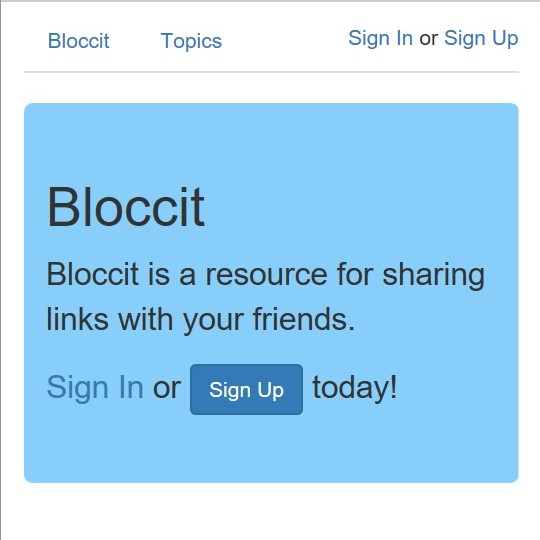 Bloccit Topics Sign In or Sign Up
Bloccit
Bloccit is a resource for sharing
links with your friends.
Sign In or Sign Up today!